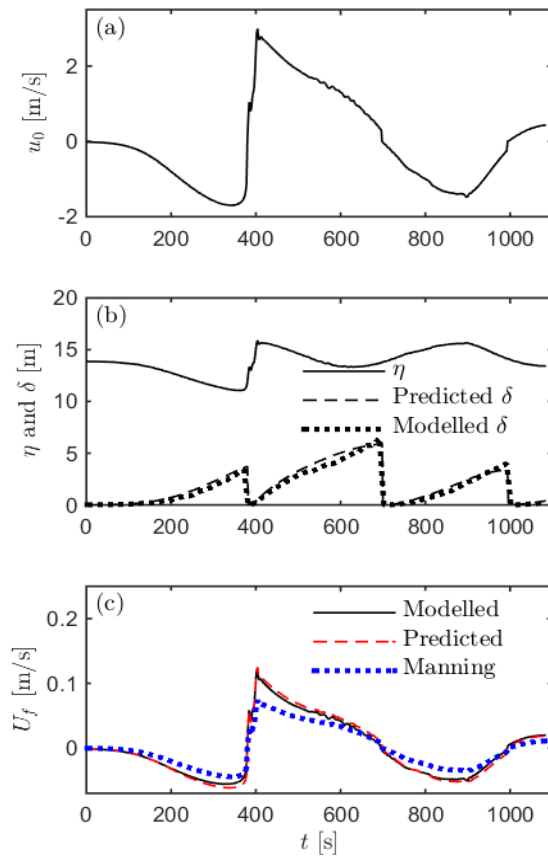 (a)
u₀ [m/s]
2
0
-2
0 200 400 600 800 1000
(b)
η and δ [m]
20
15
10
5
0
η
Predicted δ
Modelled δ
0 200 400 600 800 1000
(c)
U_f [m/s]
0.2
0.1
0
Modelled
Predicted
Manning
0 200 400 600 800 1000
t [s]